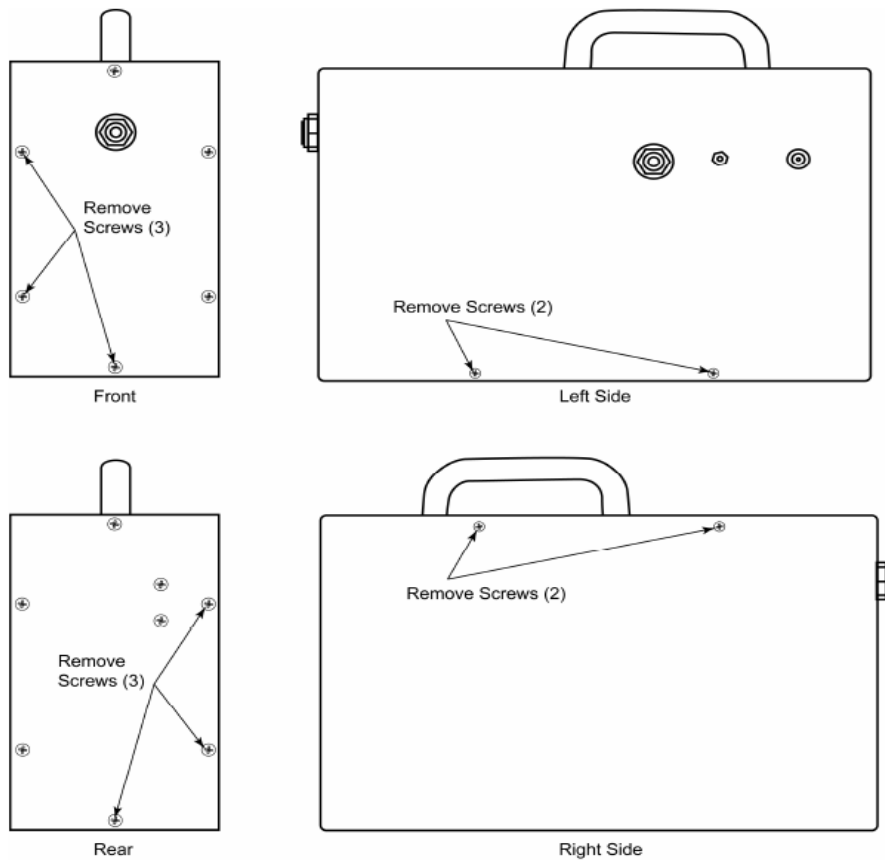 Remove
Screws (3)
Remove Screws (2)
Front
Left Side
Remove Screws (2)
Remove
Screws (3)
Rear
Right Side